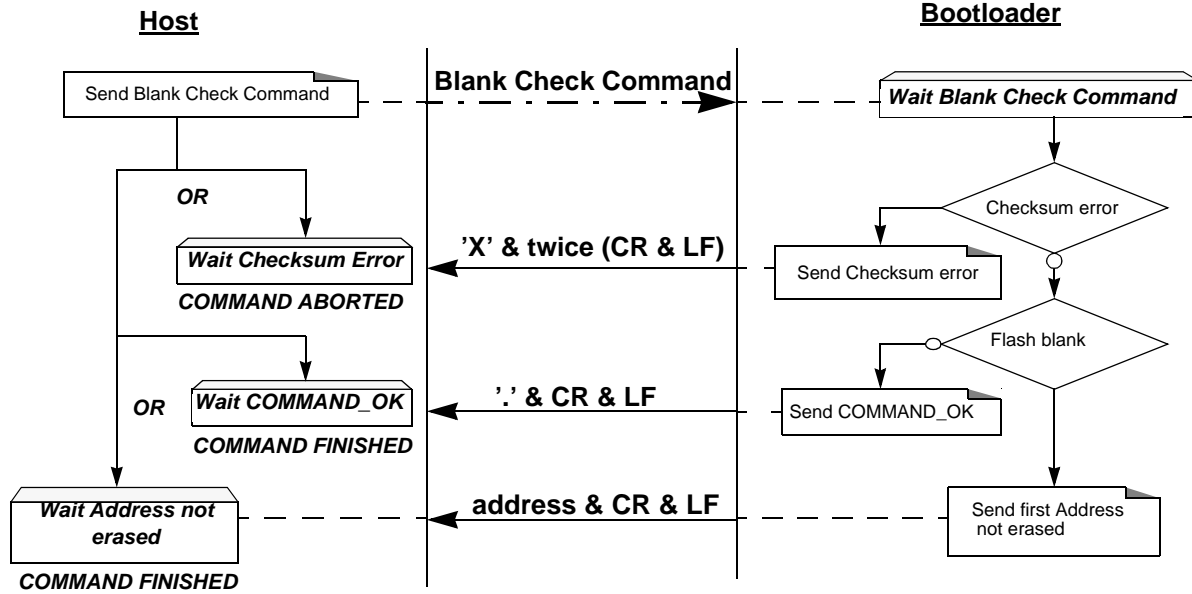 Host
Bootloader
Send Blank Check Command
Blank Check Command
Wait Blank Check Command
OR
Checksum error
Wait Checksum Error
'X' & twice (CR & LF)
Send Checksum error
COMMAND ABORTED
Flash blank
OR
Wait COMMAND_OK
'.' & CR & LF
Send COMMAND_OK
COMMAND FINISHED
Wait Address not
erased
address & CR & LF
Send first Address
not erased
COMMAND FINISHED